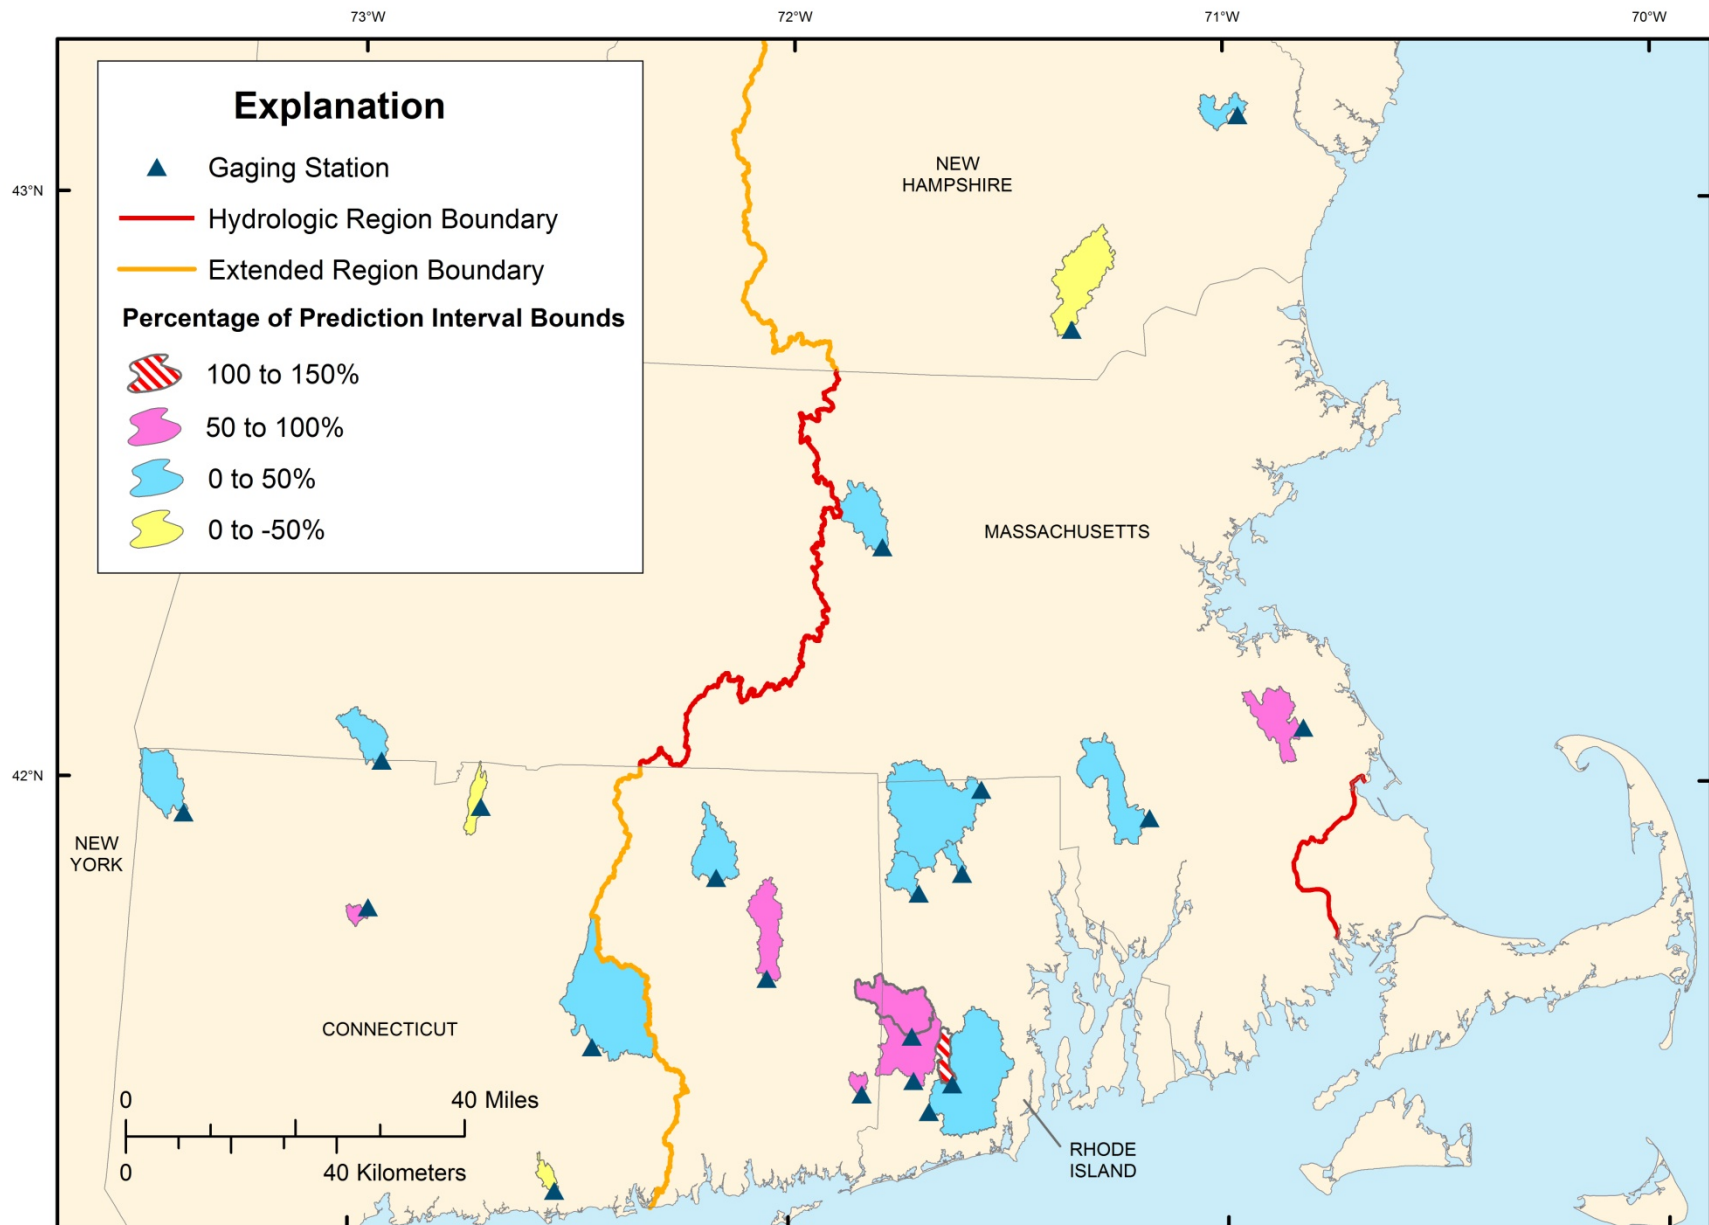 73°W
72°W
71°W
70°W
Explanation
Gaging Station
Hydrologic Region Boundary
Extended Region Boundary
Percentage of Prediction Interval Bounds
100 to 150%
50 to 100%
0 to 50%
0 to -50%
43°N
NEW
HAMPSHIRE
MASSACHUSETTS
42°N
NEW
YORK
CONNECTICUT
0
40 Miles
0
40 Kilometers
RHODE
ISLAND